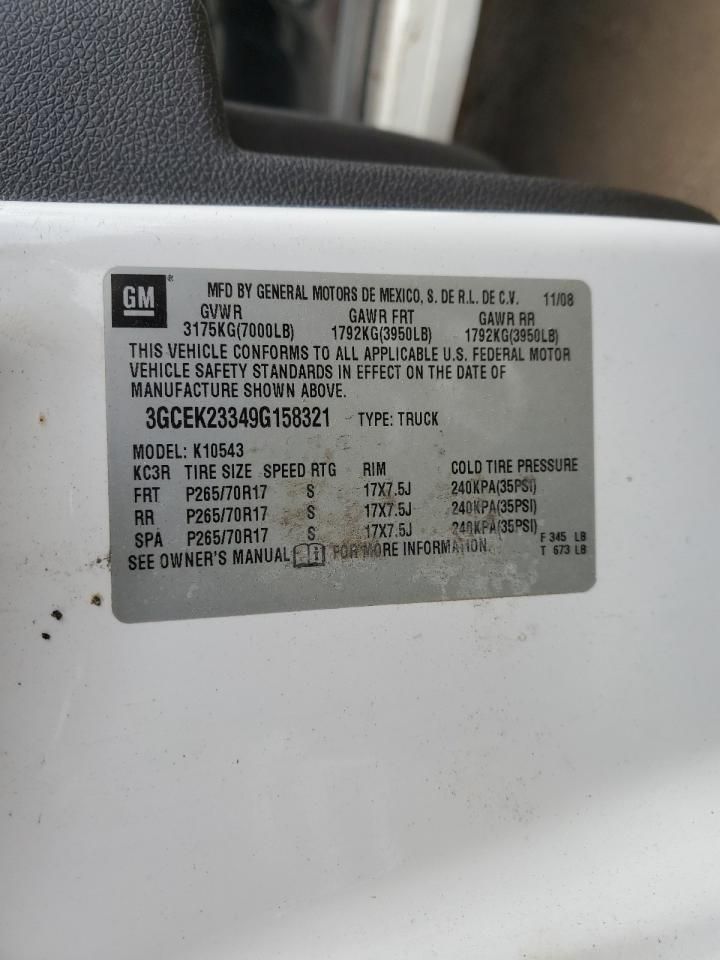 GM® MFD BY GENERAL MOTORS DE MEXICO, S. DE R.L. DE C.V. 11/08
GVWR GAWR FRT GAWR RR
3175KG(7000LB) 1792KG(3950LB) 1792KG(3950LB)
THIS VEHICLE CONFORMS TO ALL APPLICABLE U.S. FEDERAL MOTOR
VEHICLE SAFETY STANDARDS IN EFFECT ON THE DATE OF
MANUFACTURE SHOWN ABOVE.
3GCEK23349G158321 TYPE: TRUCK
MODEL: K10543
KC3R TIRE SIZE SPEED RTG RIM COLD TIRE PRESSURE
FRT P265/70R17 S 17X7.5J 240KPA(35PSI)
RR P265/70R17 S 17X7.5J 240KPA(35PSI)
SPA P265/70R17 S 17X7.5J 240KPA(35PSI) F 345 LB
SEE OWNER'S MANUAL FOR MORE INFORMATION. T 673 LB